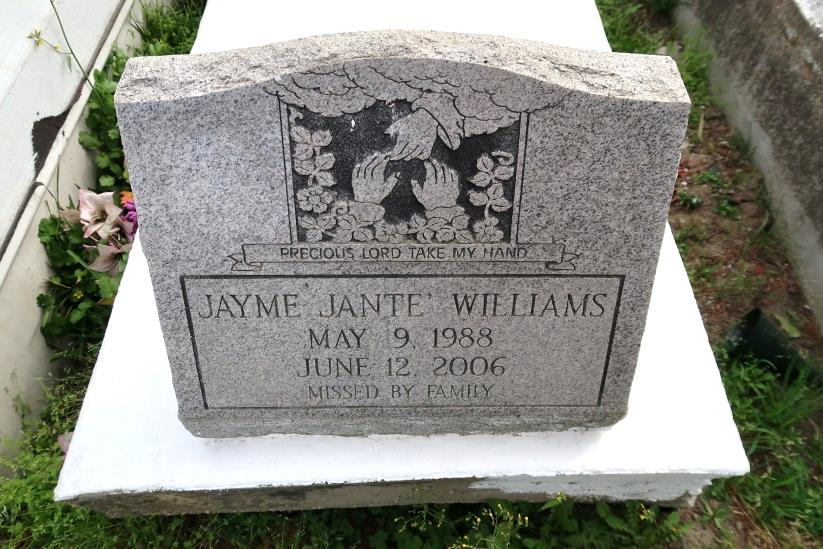 PRECIOUS LORD TAKE MY HAND
JAYME JANTE' WILLIAMS
MAY 9, 1988
JUNE 12, 2006
MISSED BY FAMILY